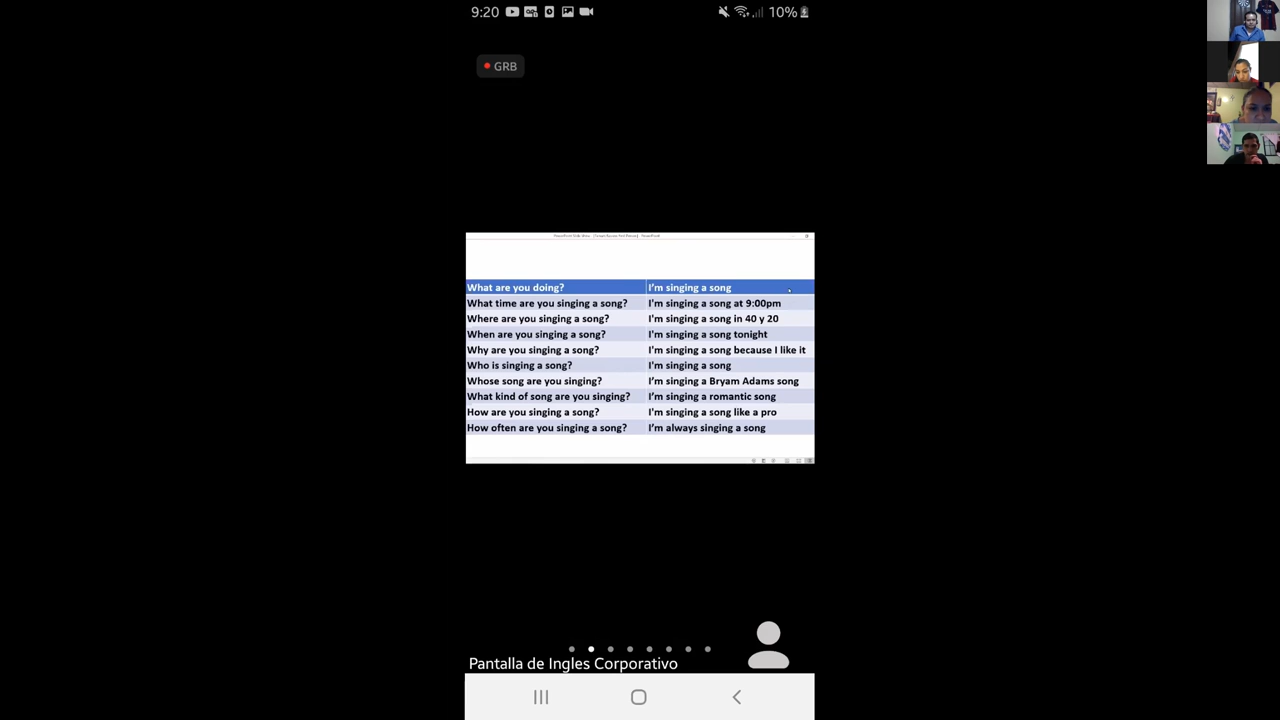 9:20 10%
GRB
What are you doing? I'm singing a song
What time are you singing a song? I'm singing a song at 9:00pm
Where are you singing a song? I'm singing a song in 40 y 20
When are you singing a song? I'm singing a song tonight
Why are you singing a song? I'm singing a song because I like it
Who is singing a song? I'm singing a song
Whose song are you singing? I'm singing a Bryam Adams song
What kind of song are you singing? I'm singing a romantic song
How are you singing a song? I'm singing a song like a pro
How often are you singing a song? I'm always singing a song
Pantalla de Ingles Corporativo